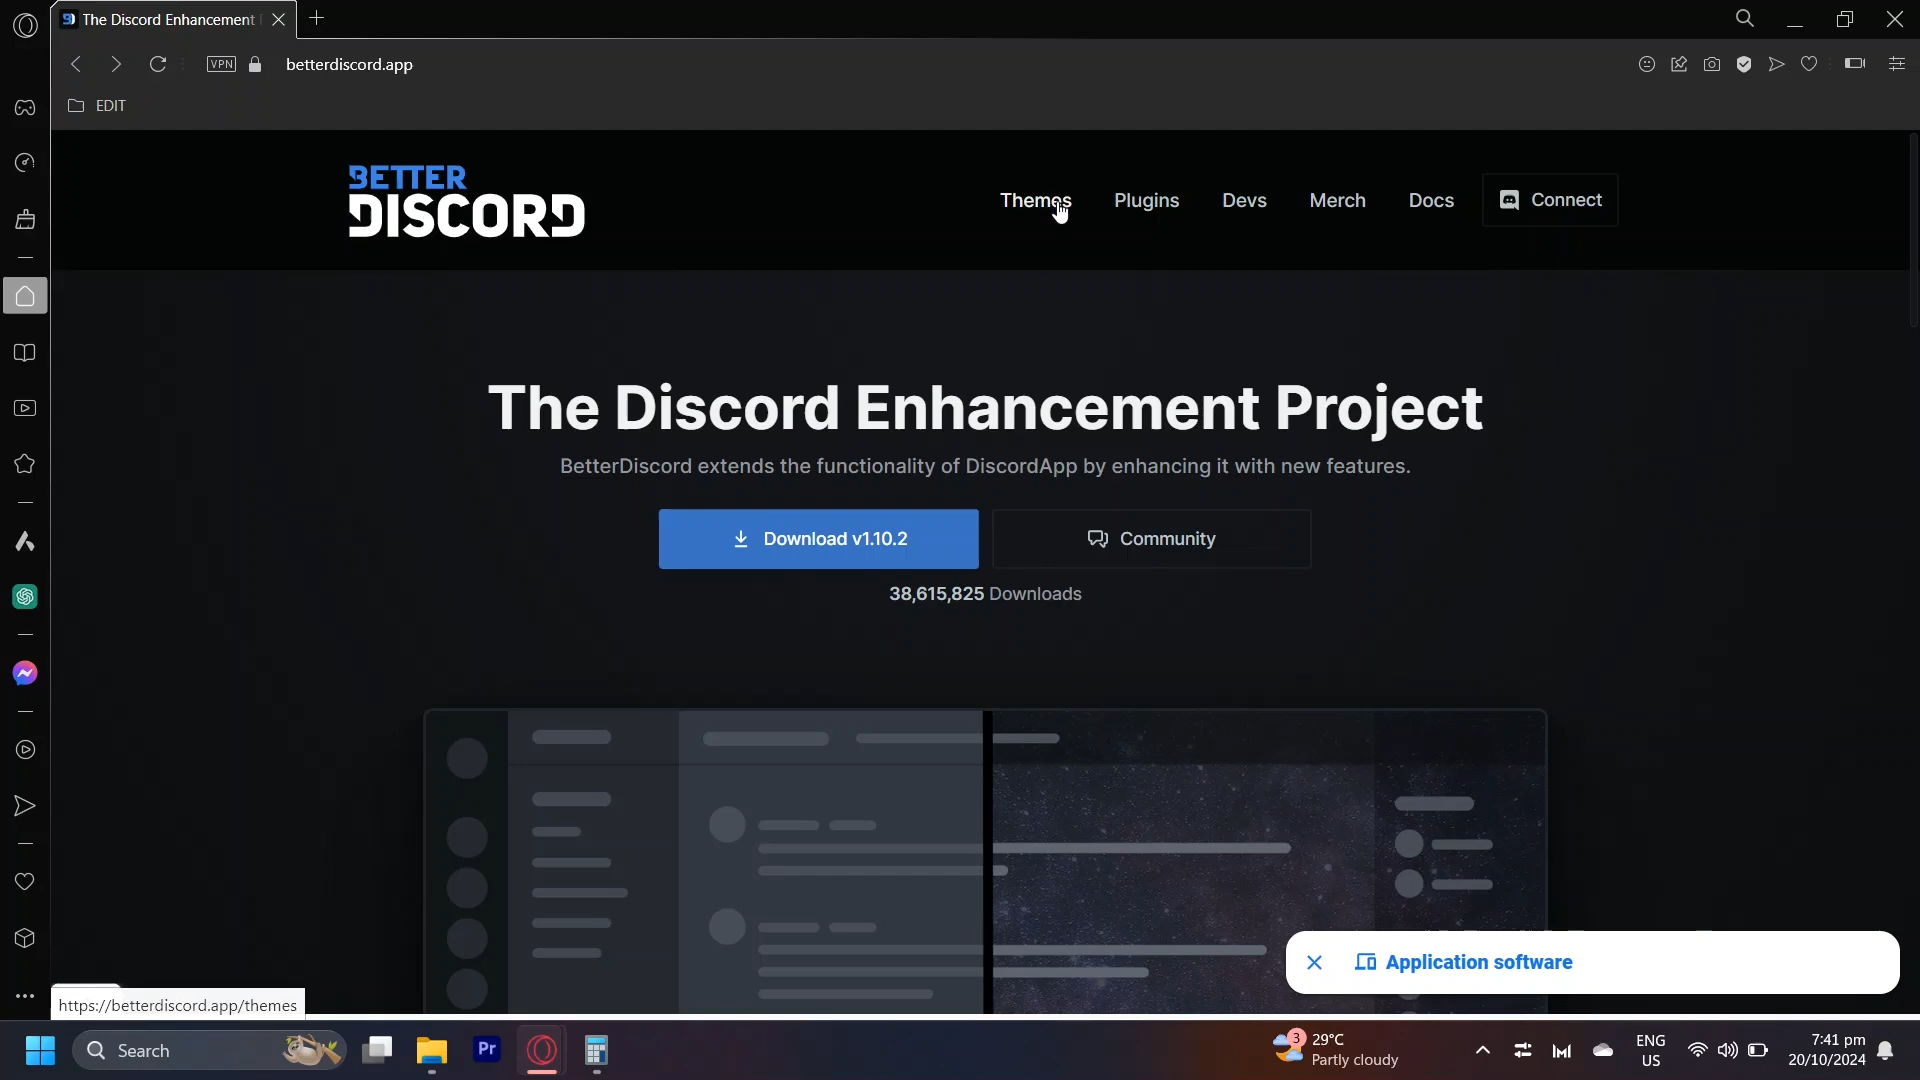 The Discord Enhancement
VPN
betterdiscord.app
EDIT
BETTER
DISCORD
Themes
Plugins
Devs
Merch
Docs
Connect
The Discord Enhancement Project
BetterDiscord extends the functionality of DiscordApp by enhancing it with new features.
Download v1.10.2
Community
38,615,825 Downloads
Application software
https://betterdiscord.app/themes
Search
Pr
3
29°C
Partly cloudy
ENG
US
7:41 pm
20/10/2024